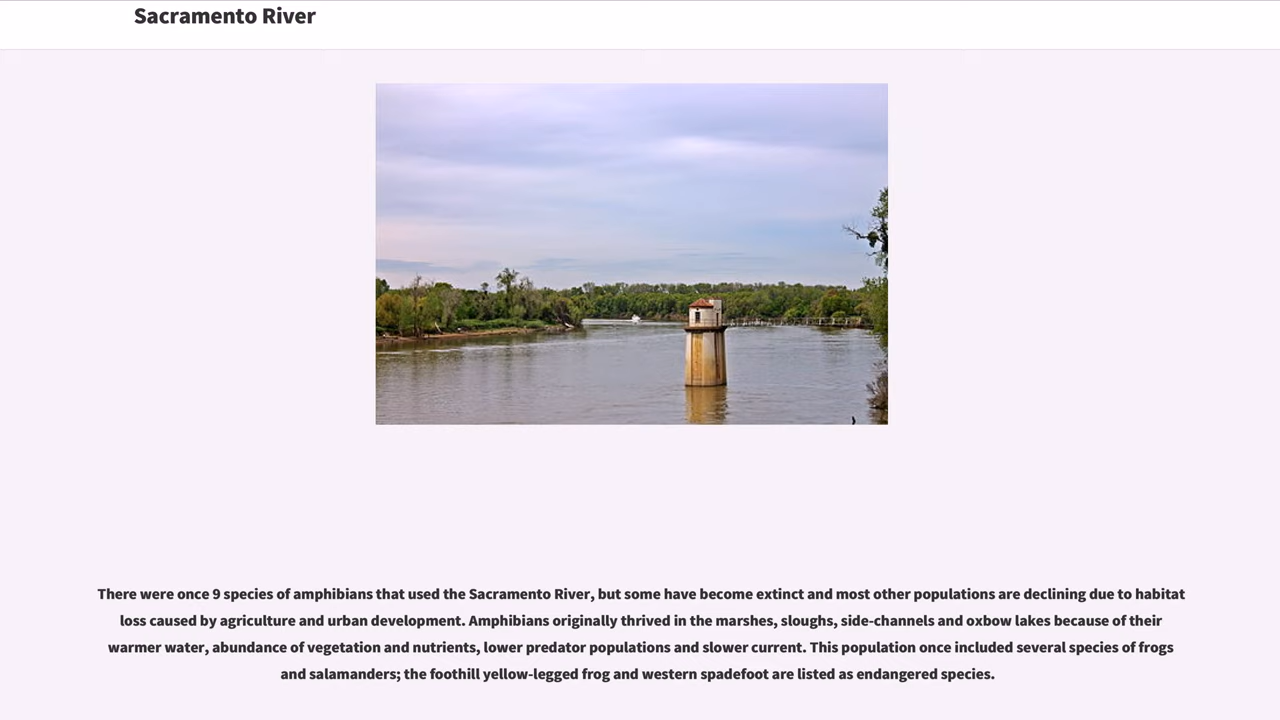 Sacramento River
There were once 9 species of amphibians that used the Sacramento River, but some have become extinct and most other populations are declining due to habitat
loss caused by agriculture and urban development. Amphibians originally thrived in the marshes, sloughs, side-channels and oxbow lakes because of their
warmer water, abundance of vegetation and nutrients, lower predator populations and slower current. This population once included several species of frogs
and salamanders; the foothill yellow-legged frog and western spadefoot are listed as endangered species.